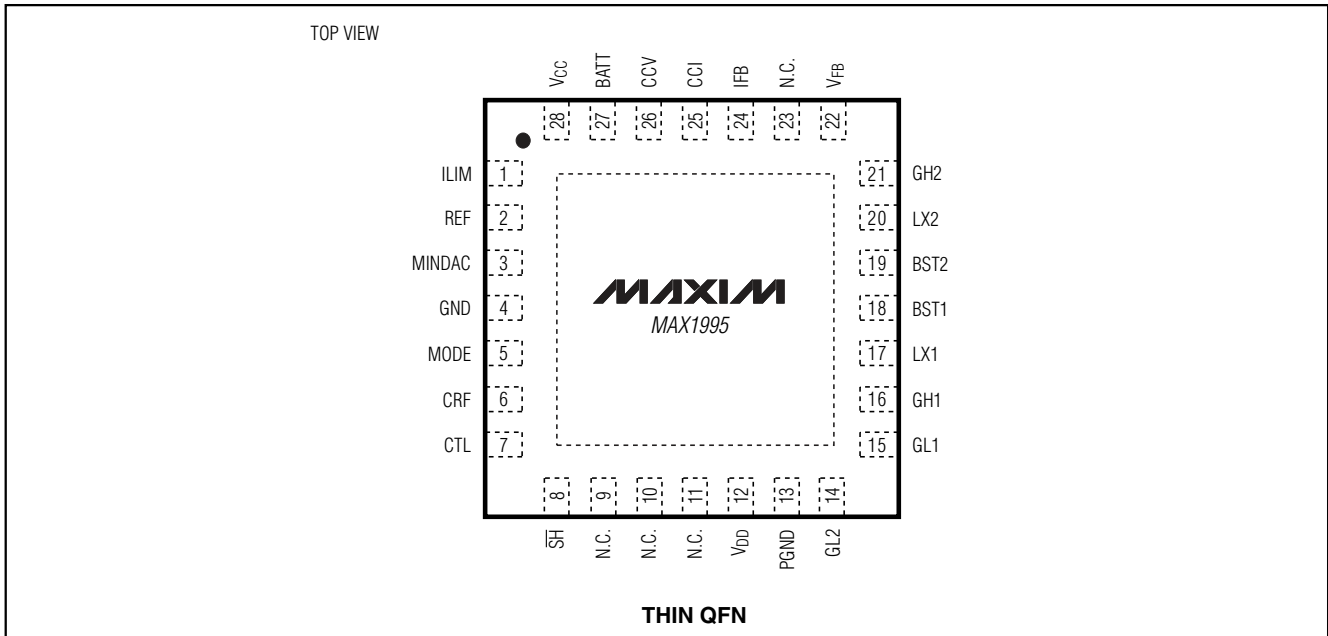 TOP VIEW
VCC BATT CCV CCI IFB N.C. VFB
28 27 26 25 24 23 22
ILIM 1 21 GH2
REF 2 20 LX2
MINDAC 3 19 BST2
GND 4 18 BST1
MODE 5 17 LX1
CRF 6 16 GH1
CTL 7 15 GL1
MAXIM
MAX1995
8 9 10 11 12 13 14
S̅H̅ N.C. N.C. N.C. VDD PGND GL2
THIN QFN